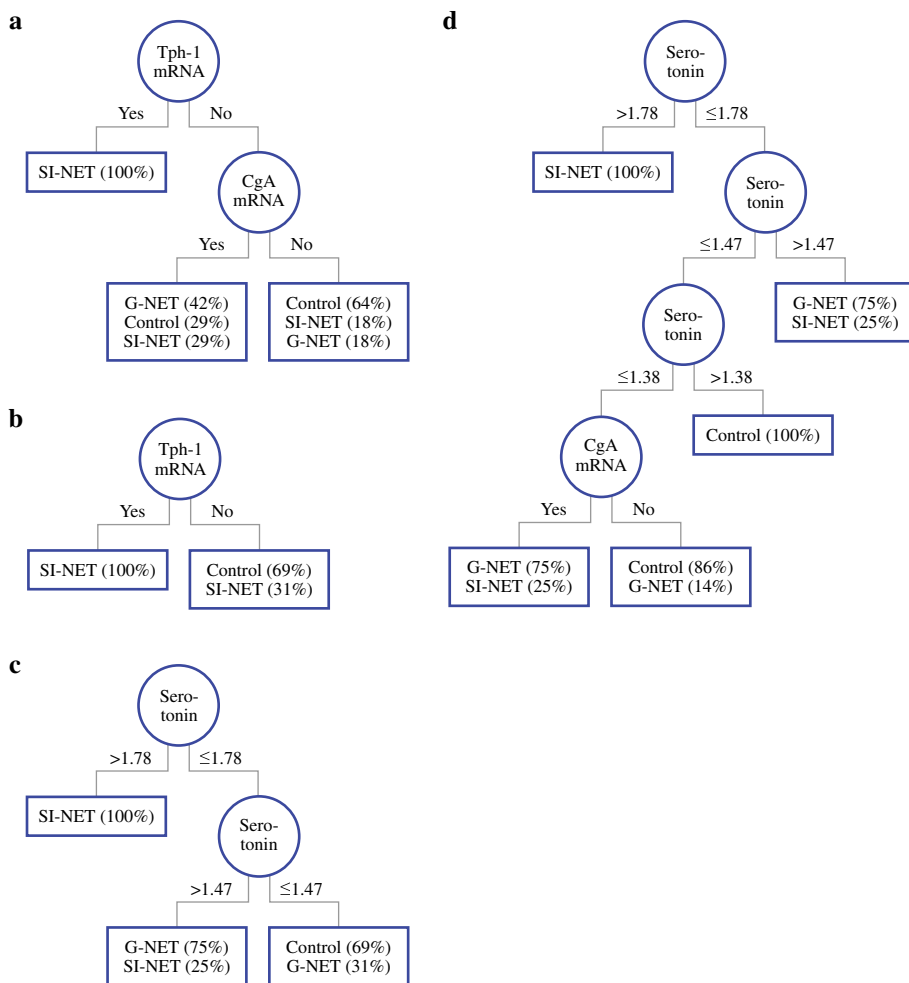 a
Tph-1
mRNA
Yes
No
SI-NET (100%)
CgA
mRNA
Yes
No
G-NET (42%)
Control (29%)
SI-NET (29%)
Control (64%)
SI-NET (18%)
G-NET (18%)
b
Tph-1
mRNA
Yes
No
SI-NET (100%)
Control (69%)
SI-NET (31%)
c
Sero-
tonin
>1.78
≤1.78
SI-NET (100%)
Sero-
tonin
>1.47
≤1.47
G-NET (75%)
SI-NET (25%)
Control (69%)
G-NET (31%)
d
Sero-
tonin
>1.78
≤1.78
SI-NET (100%)
Sero-
tonin
≤1.47
>1.47
Sero-
tonin
G-NET (75%)
SI-NET (25%)
≤1.38
>1.38
CgA
mRNA
Control (100%)
Yes
No
G-NET (75%)
SI-NET (25%)
Control (86%)
G-NET (14%)